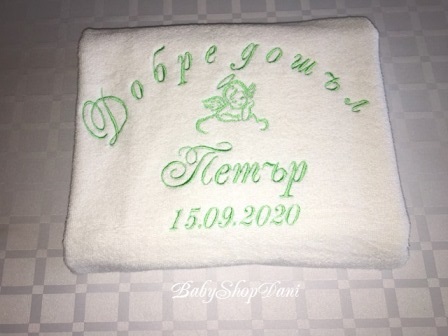 Добре дошъл
Петър
15.09.2020
BabyShopDani